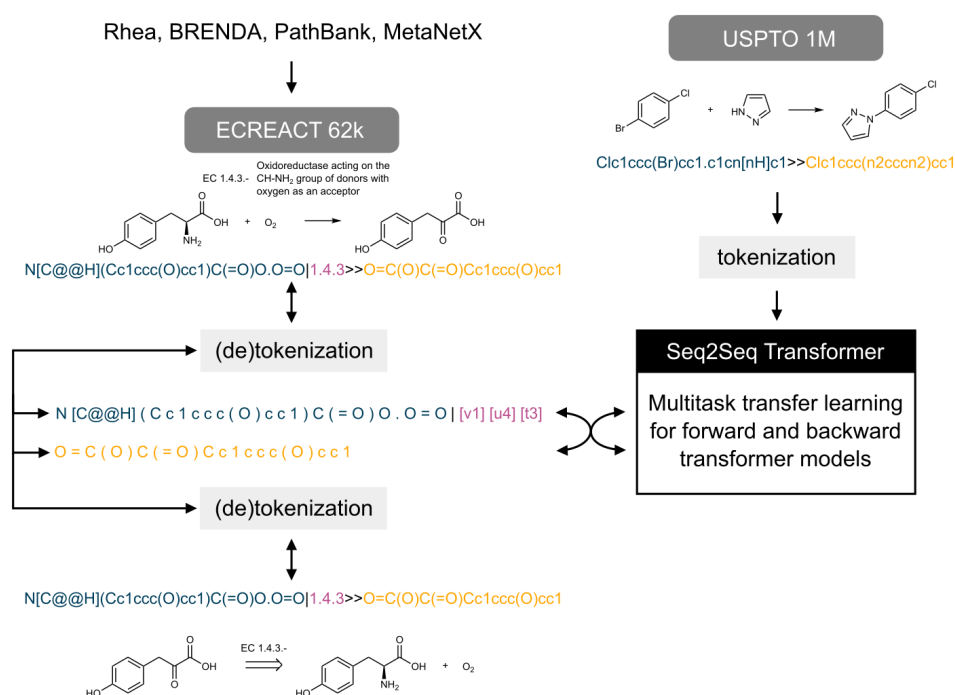 Rhea, BRENDA, PathBank, MetaNetX
ECREACT 62k
EC 1.4.3.-
Oxidoreductase acting on the
CH-NH₂ group of donors with
oxygen as an acceptor
O
OH
NH₂
HO
+ O₂
O
OH
O
HO
N[C@@H](Cc1ccc(O)cc1)C(=O)O.O=O|1.4.3>>O=C(O)C(=O)Cc1ccc(O)cc1
(de)tokenization
N [C@@H] ( C c 1 c c c ( O ) c c 1 ) C ( = O ) O . O = O | [v1] [u4] [t3]
O = C ( O ) C ( = O ) C c 1 c c c ( O ) c c 1
(de)tokenization
N[C@@H](Cc1ccc(O)cc1)C(=O)O.O=O|1.4.3>>O=C(O)C(=O)Cc1ccc(O)cc1
O
OH
O
HO
EC 1.4.3.-
O
OH
NH₂
HO
+ O₂
USPTO 1M
Cl
Br
+
HN
N
Cl
N
N
Clc1ccc(Br)cc1.c1cn[nH]c1>>Clc1ccc(n2cccn2)cc1
tokenization
Seq2Seq Transformer
Multitask transfer learning
for forward and backward
transformer models